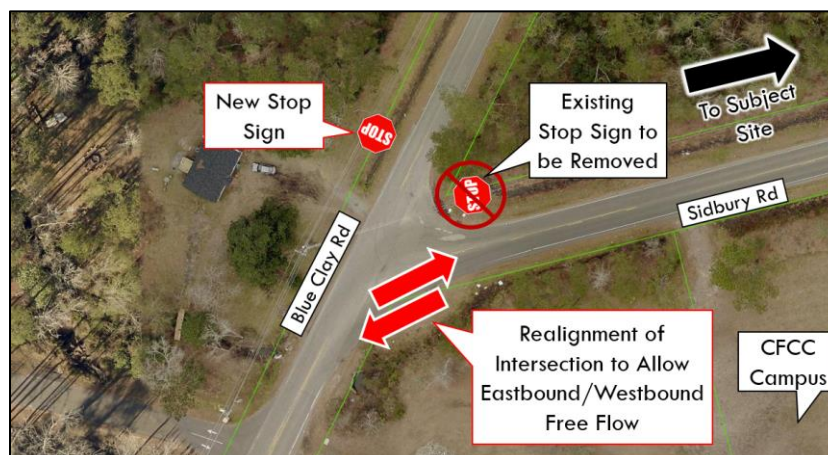 New Stop
Sign
STOP
Existing
Stop Sign to
be Removed
STOP
To Subject
Site
Sidbury Rd
Blue Clay Rd
Realignment of
Intersection to Allow
Eastbound/Westbound
Free Flow
CFCC
Campus